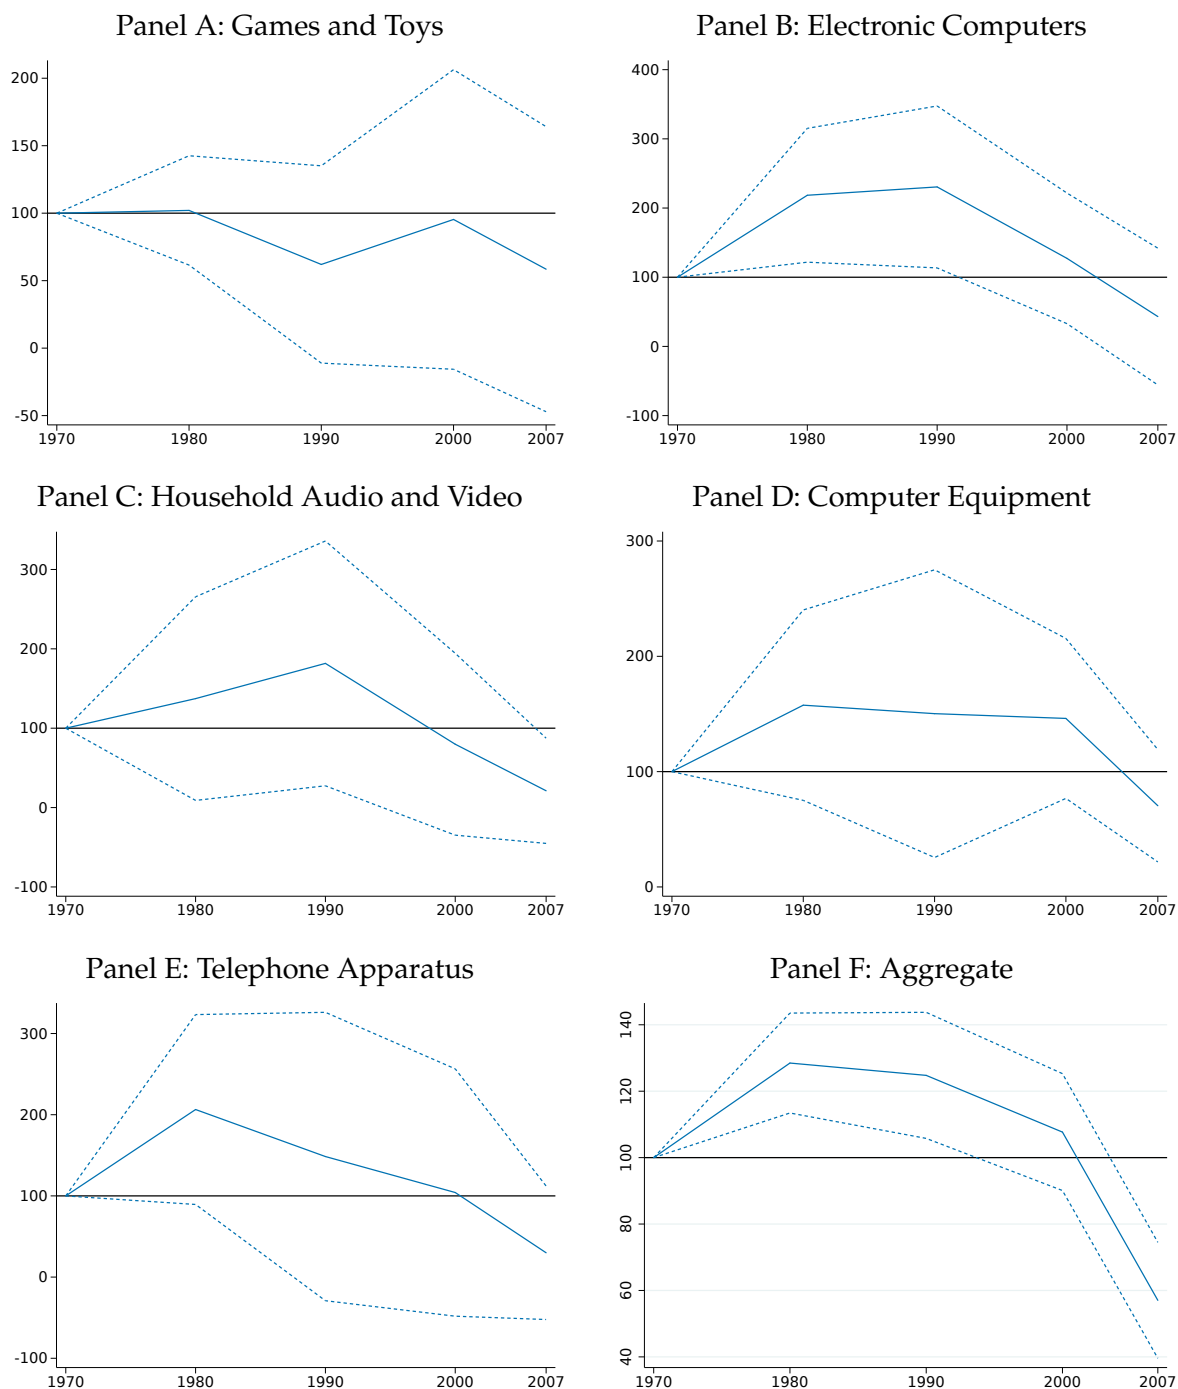 Panel A: Games and Toys
200
150
100
50
0
-50
1970 1980 1990 2000 2007
Panel B: Electronic Computers
400
300
200
100
0
-100
1970 1980 1990 2000 2007
Panel C: Household Audio and Video
300
200
100
0
-100
1970 1980 1990 2000 2007
Panel D: Computer Equipment
300
200
100
0
1970 1980 1990 2000 2007
Panel E: Telephone Apparatus
300
200
100
0
-100
1970 1980 1990 2000 2007
Panel F: Aggregate
140
120
100
80
60
40
1970 1980 1990 2000 2007